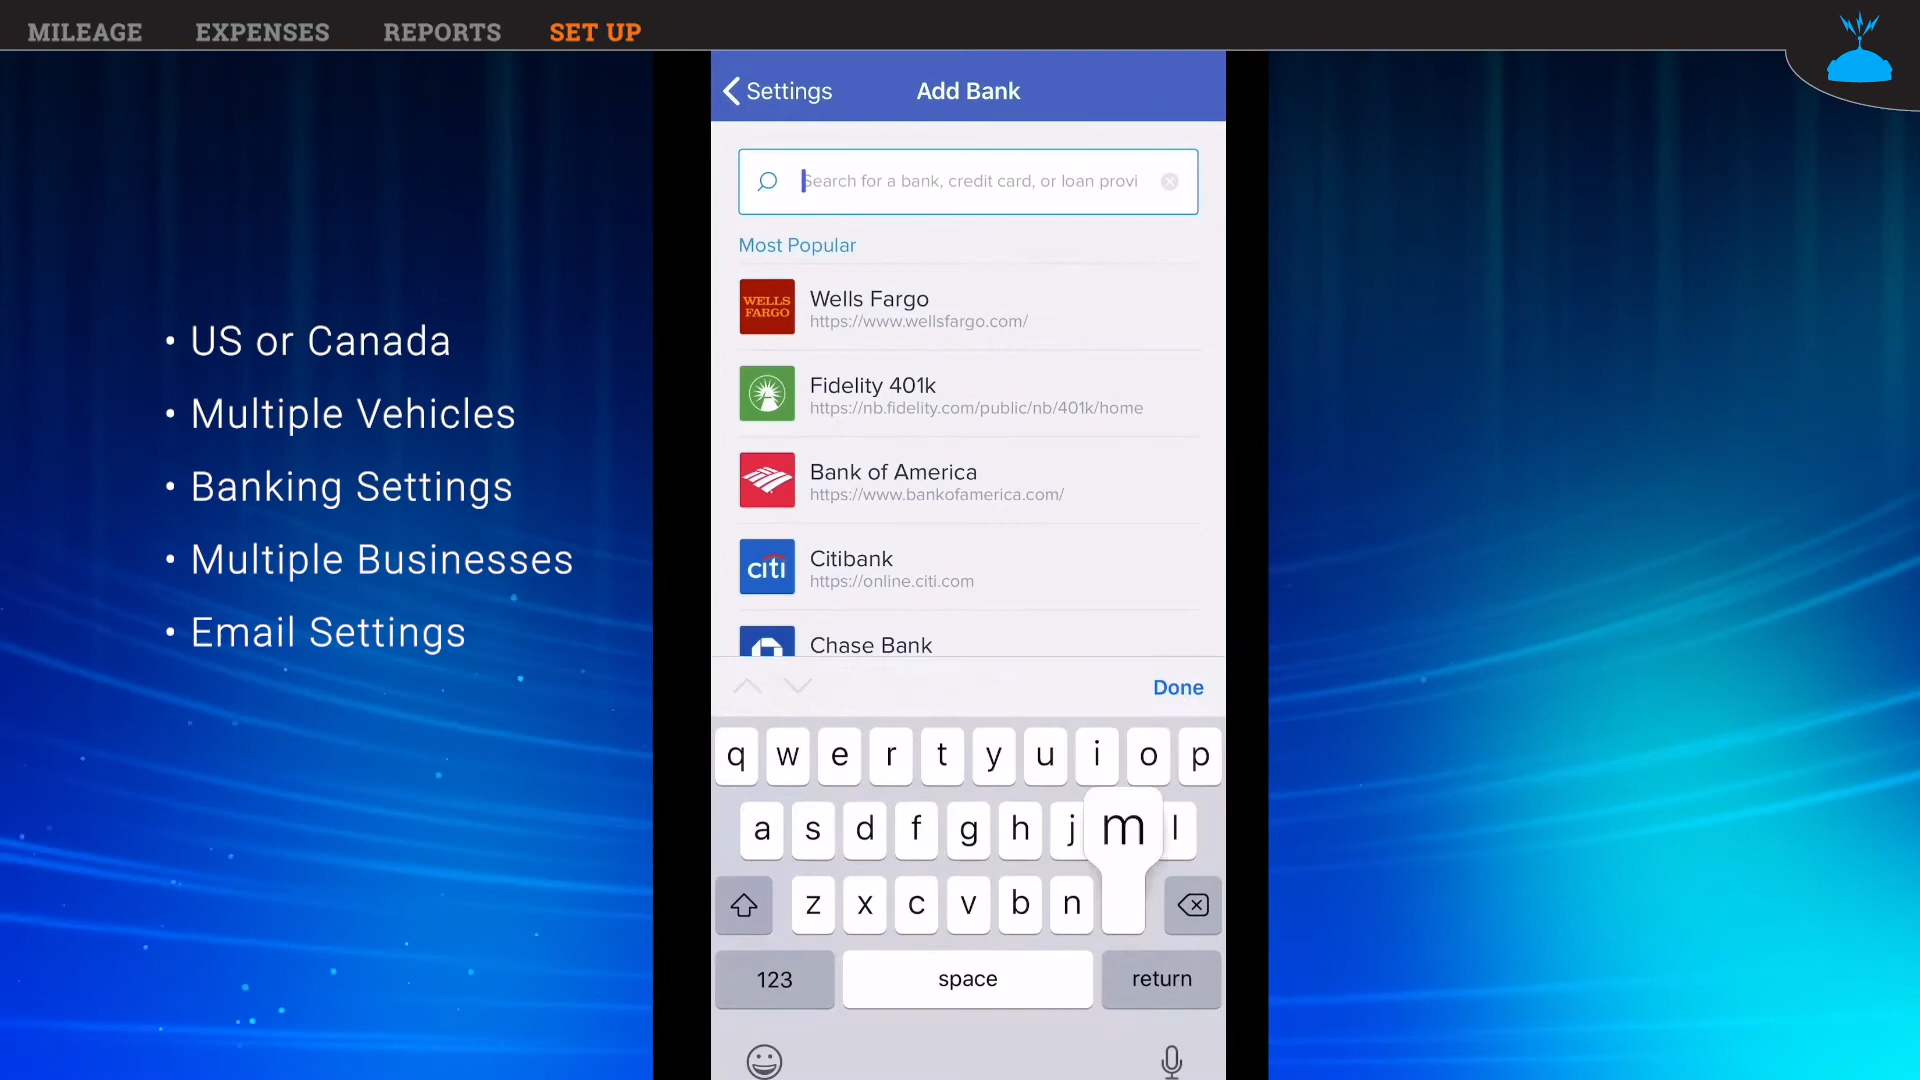 MILEAGE EXPENSES REPORTS SET UP
Settings Add Bank
Search for a bank, credit card, or loan provi
Most Popular
WELLS FARGO
Wells Fargo
https://www.wellsfargo.com/
Fidelity 401k
https://nb.fidelity.com/public/nb/401k/home
Bank of America
https://www.bankofamerica.com/
citi
Citibank
https://online.citi.com
Chase Bank
Done
q w e r t y u i o p
a s d f g h j m l
z x c v b n
123 space return
• US or Canada
• Multiple Vehicles
• Banking Settings
• Multiple Businesses
• Email Settings